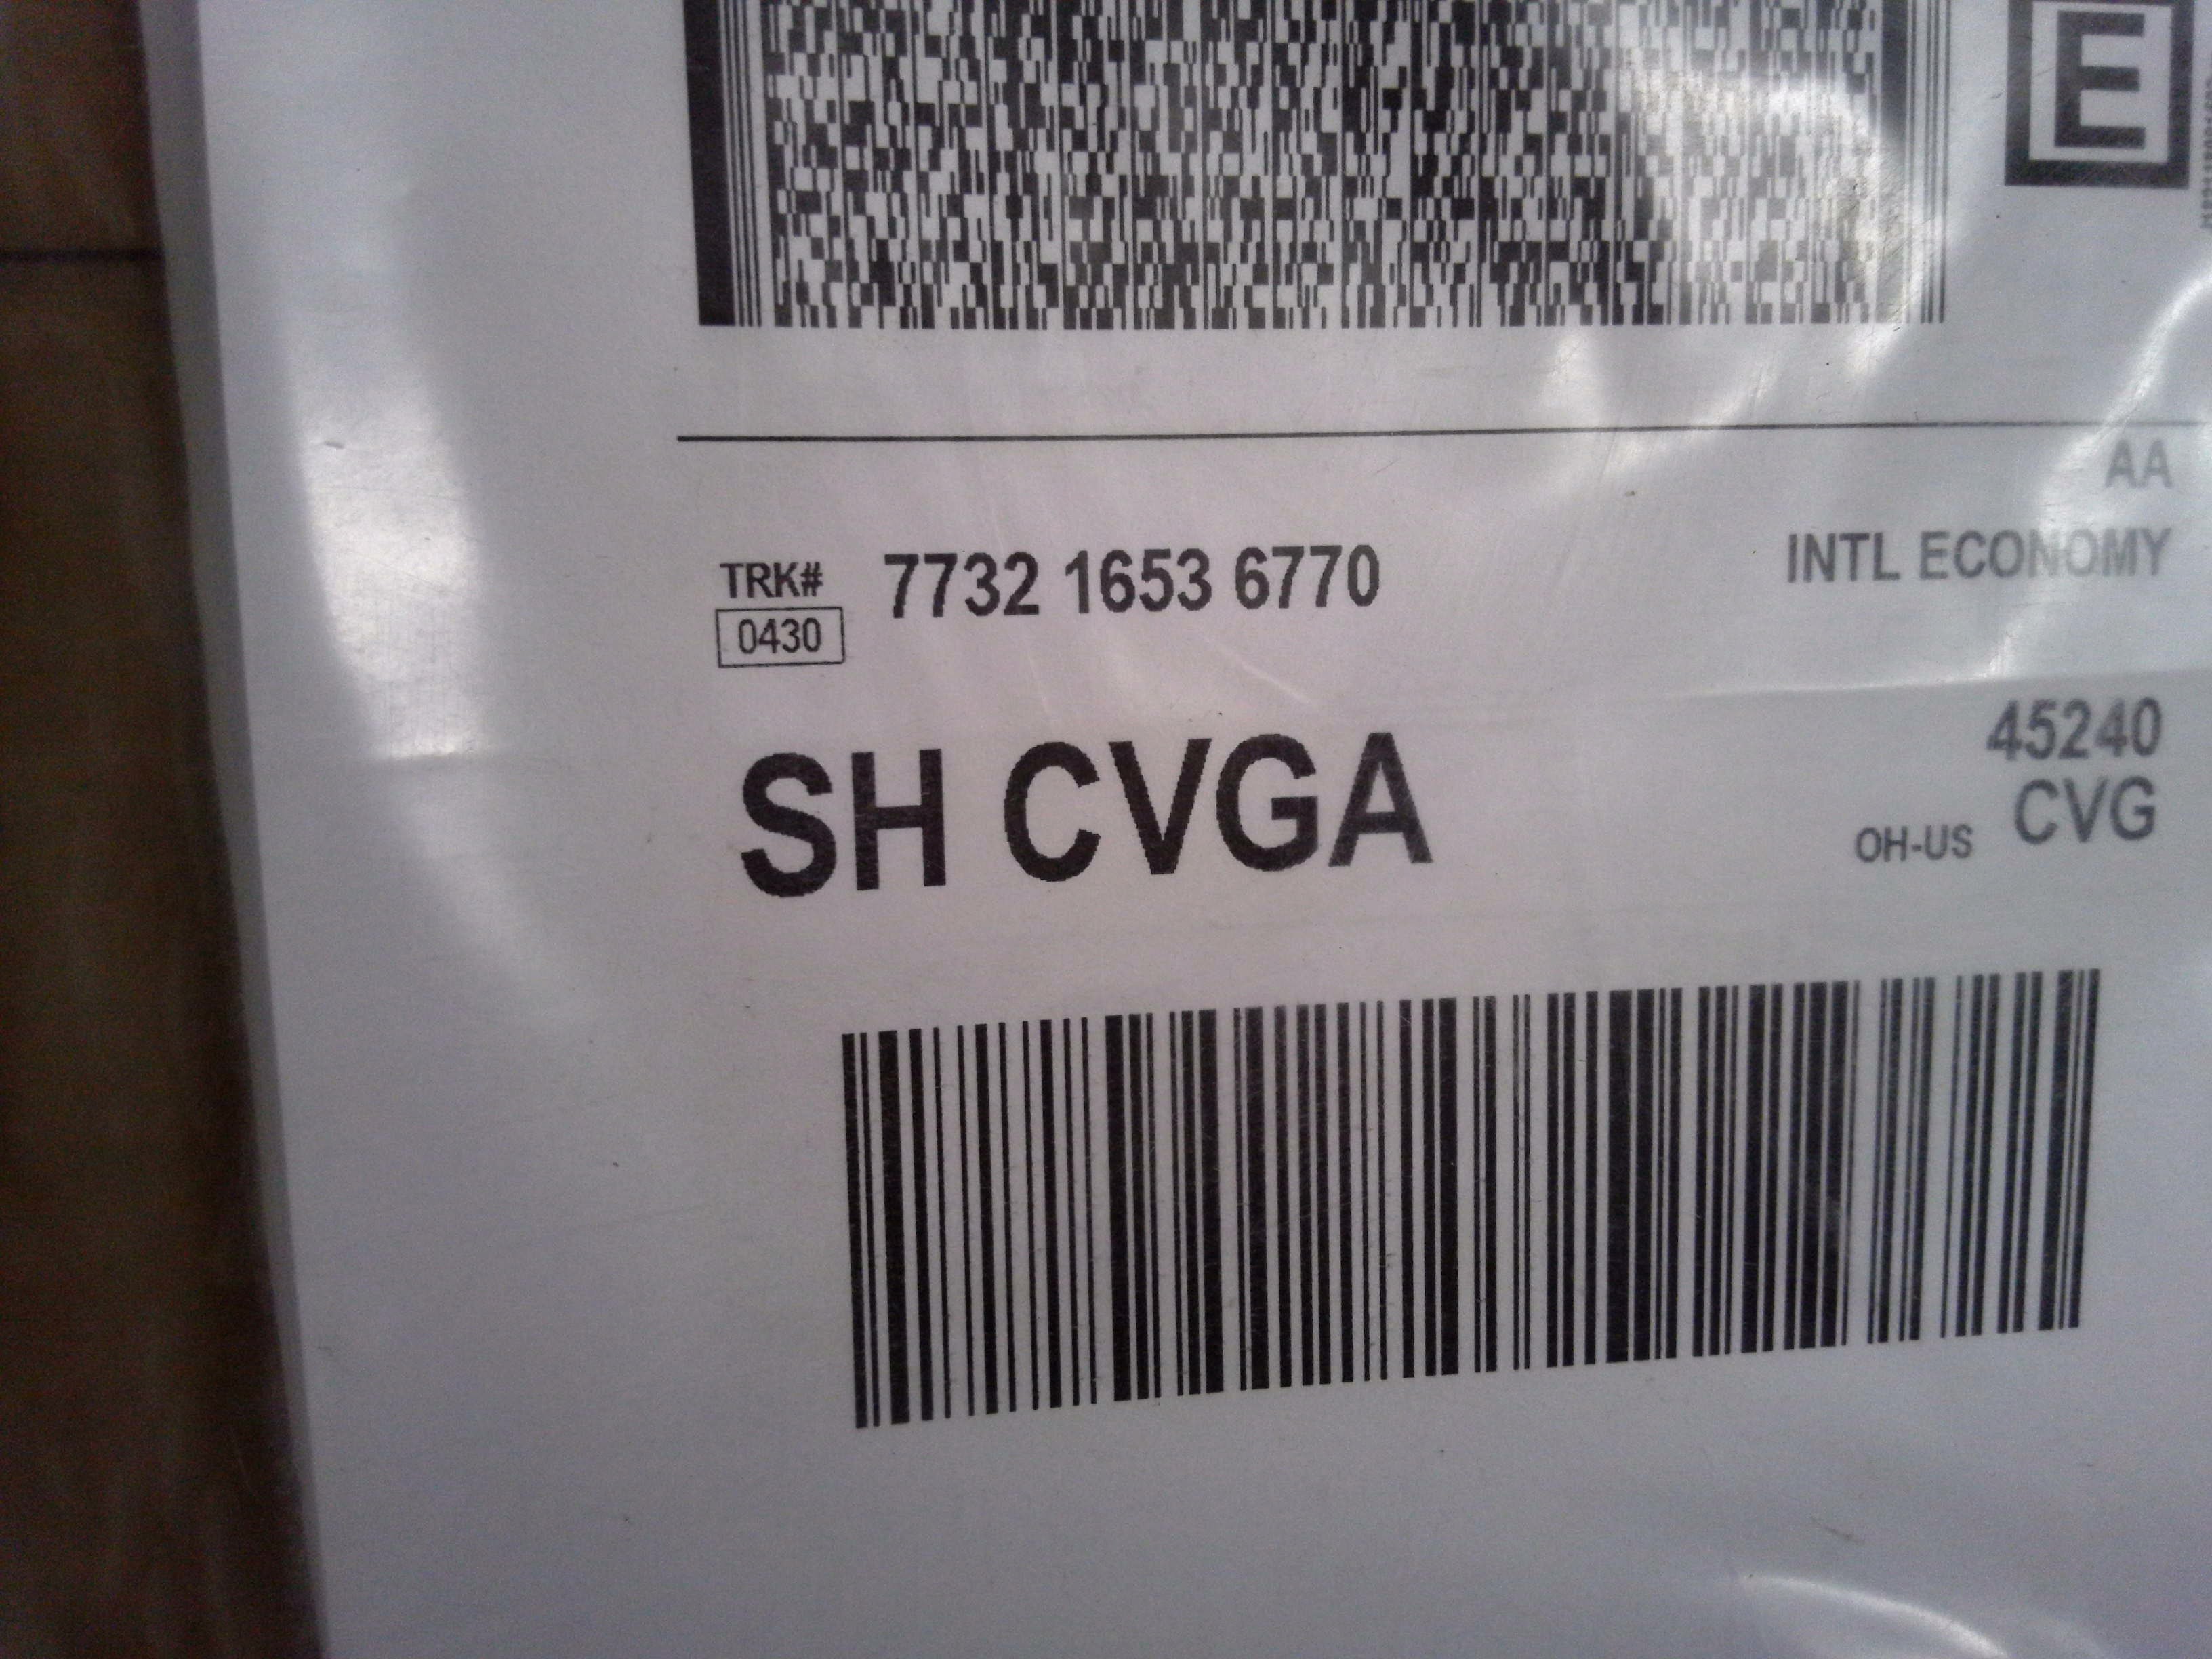 E
AA
TRK# 7732 1653 6770 INTL ECONOMY
0430
SH CVGA
45240
OH-US CVG